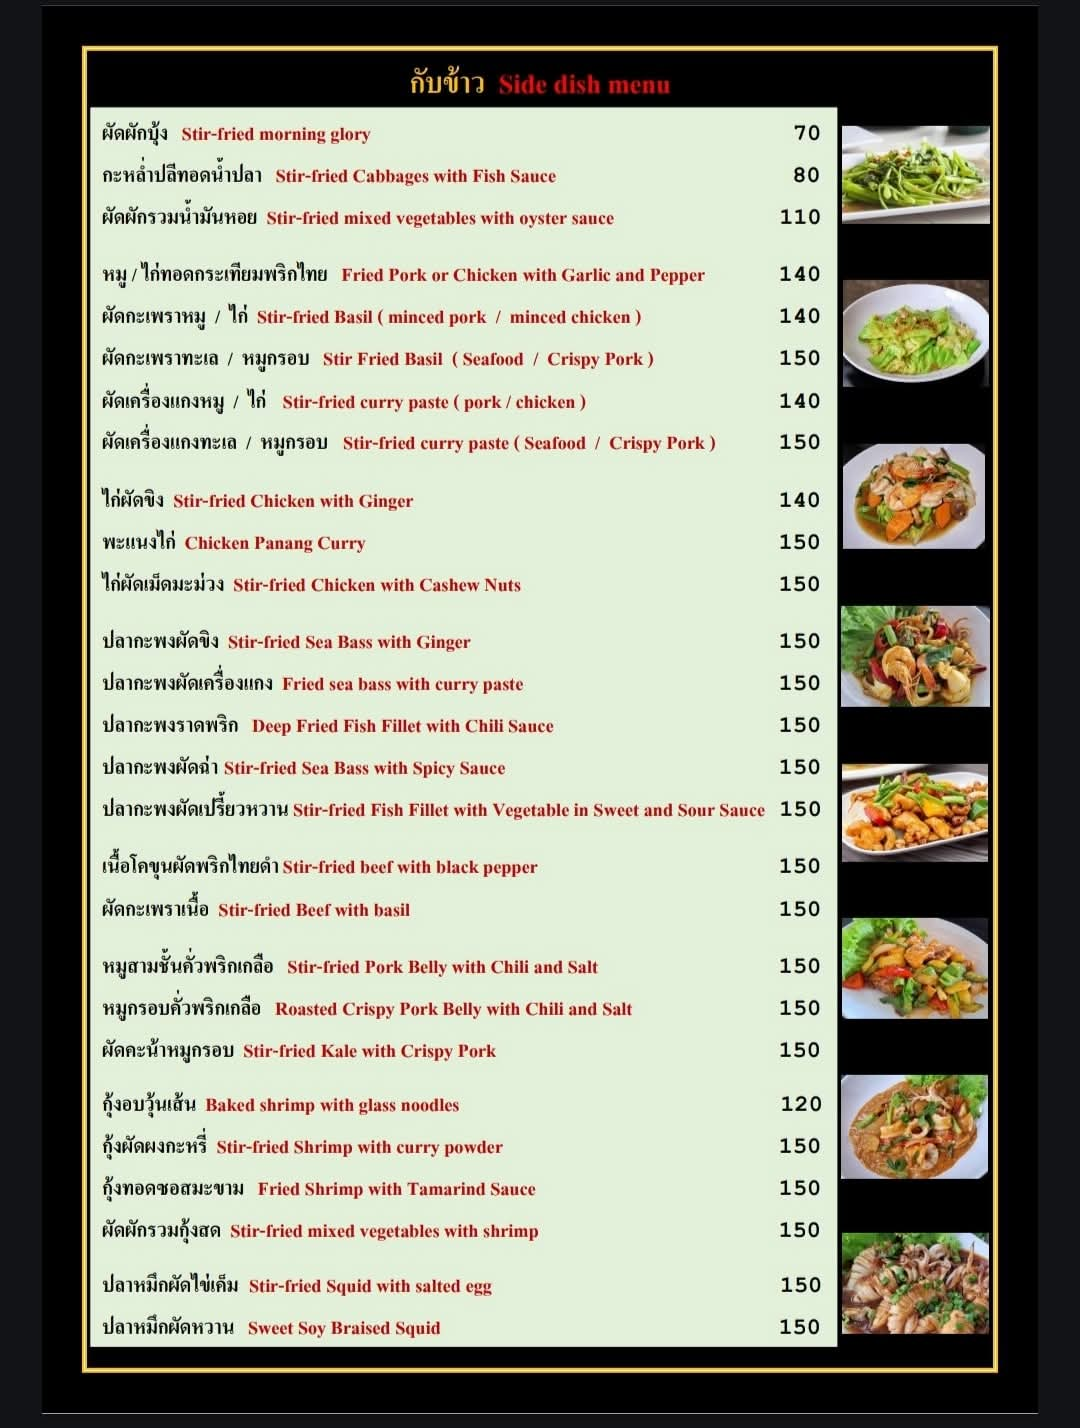 กับข้าว Side dish menu
ผัดผักบุ้ง Stir-fried morning glory 70
กะหล่ำปลีทอดน้ำปลา Stir-fried Cabbages with Fish Sauce 80
ผัดผักรวมน้ำมันหอย Stir-fried mixed vegetables with oyster sauce 110
หมู / ไก่ทอดกระเทียมพริกไทย Fried Pork or Chicken with Garlic and Pepper 140
ผัดกะเพราหมู / ไก่ Stir-fried Basil ( minced pork / minced chicken ) 140
ผัดกะเพราทะเล / หมูกรอบ Stir Fried Basil ( Seafood / Crispy Pork ) 150
ผัดเครื่องแกงหมู / ไก่ Stir-fried curry paste ( pork / chicken ) 140
ผัดเครื่องแกงทะเล / หมูกรอบ Stir-fried curry paste ( Seafood / Crispy Pork ) 150
ไก่ผัดขิง Stir-fried Chicken with Ginger 140
พะแนงไก่ Chicken Panang Curry 150
ไก่ผัดเม็ดมะม่วง Stir-fried Chicken with Cashew Nuts 150
ปลากะพงผัดขิง Stir-fried Sea Bass with Ginger 150
ปลากะพงผัดเครื่องแกง Fried sea bass with curry paste 150
ปลากะพงราดพริก Deep Fried Fish Fillet with Chili Sauce 150
ปลากะพงผัดฉ่า Stir-fried Sea Bass with Spicy Sauce 150
ปลากะพงผัดเปรี้ยวหวาน Stir-fried Fish Fillet with Vegetable in Sweet and Sour Sauce 150
เนื้อโคขุนผัดพริกไทยดำ Stir-fried beef with black pepper 150
ผัดกะเพราเนื้อ Stir-fried Beef with basil 150
หมูสามชั้นคั่วพริกเกลือ Stir-fried Pork Belly with Chili and Salt 150
หมูกรอบคั่วพริกเกลือ Roasted Crispy Pork Belly with Chili and Salt 150
ผัดคะน้าหมูกรอบ Stir-fried Kale with Crispy Pork 150
กุ้งอบวุ้นเส้น Baked shrimp with glass noodles 120
กุ้งผัดผงกะหรี่ Stir-fried Shrimp with curry powder 150
กุ้งทอดซอสมะขาม Fried Shrimp with Tamarind Sauce 150
ผัดผักรวมกุ้งสด Stir-fried mixed vegetables with shrimp 150
ปลาหมึกผัดไข่เค็ม Stir-fried Squid with salted egg 150
ปลาหมึกผัดหวาน Sweet Soy Braised Squid 150